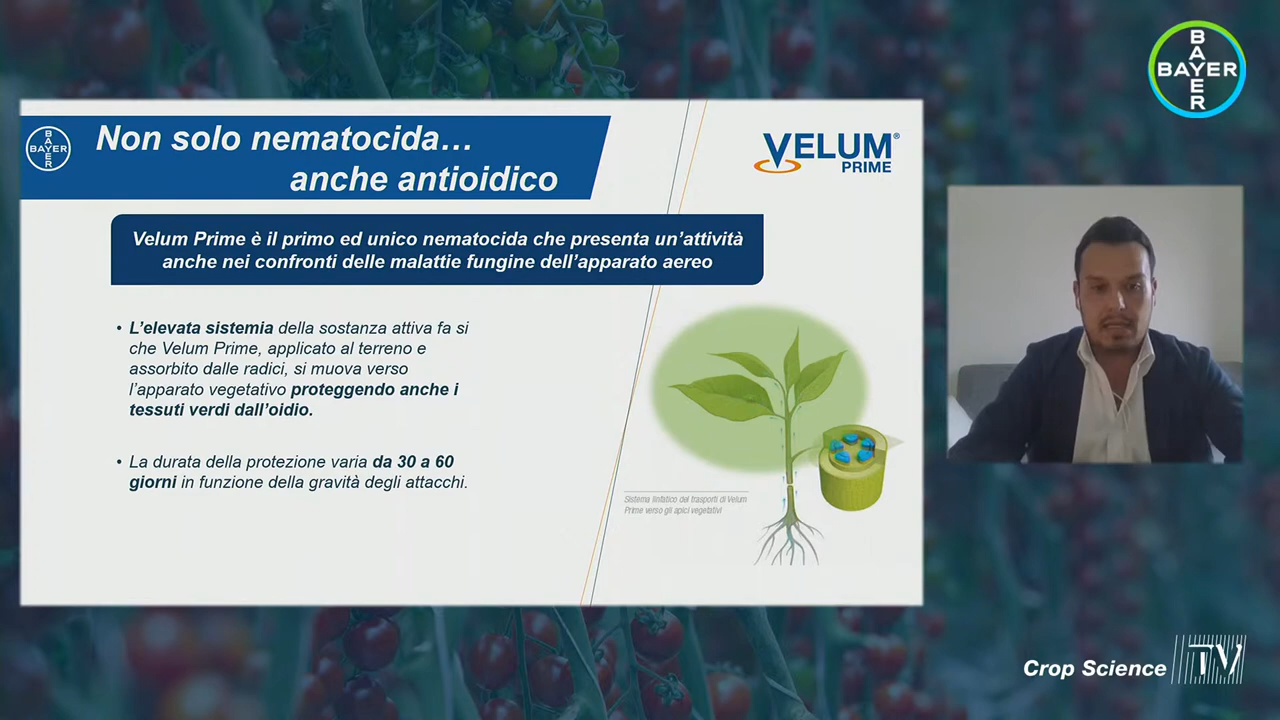 BAYER
BAYER
Non solo nematocida…
anche antioidico
VELUM®
PRIME
Velum Prime è il primo ed unico nematocida che presenta un'attività
anche nei confronti delle malattie fungine dell'apparato aereo
• L'elevata sistemia della sostanza attiva fa si
che Velum Prime, applicato al terreno e
assorbito dalle radici, si muova verso
l'apparato vegetativo proteggendo anche i
tessuti verdi dall'oidio.
• La durata della protezione varia da 30 a 60
giorni in funzione della gravità degli attacchi.
Sistema linfatico dei trasporti di Velum
Prime verso gli apici vegetativi
BAYER
BAYER
Crop Science TV